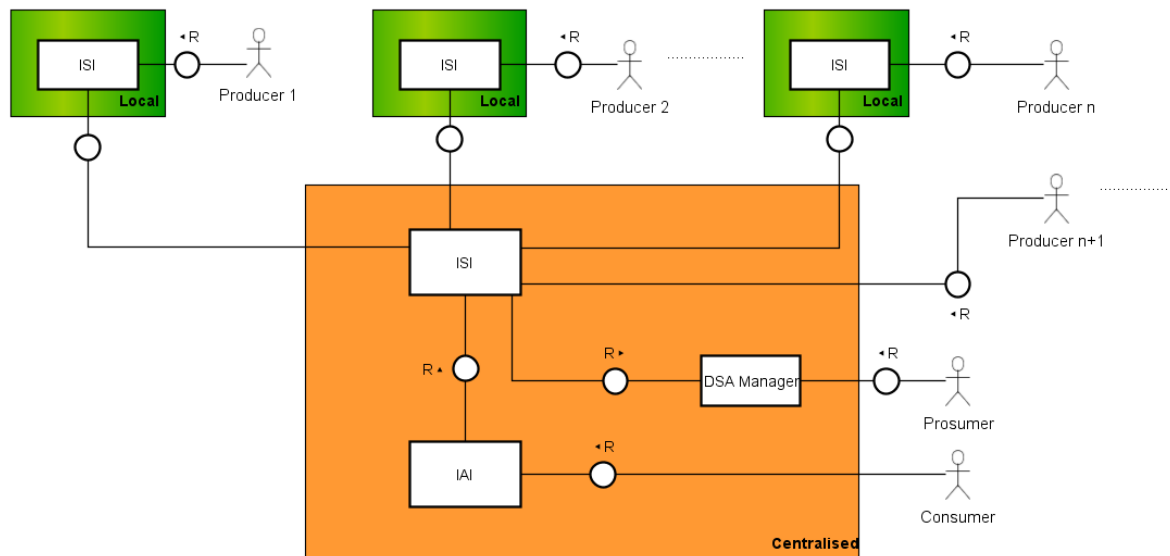 ◄ R
ISI
Local
Producer 1
◄ R
ISI
Local
Producer 2
◄ R
ISI
Local
Producer n
Producer n+1
◄ R
ISI
R ▲
R ►
DSA Manager
◄ R
Prosumer
IAI
◄ R
Consumer
Centralised